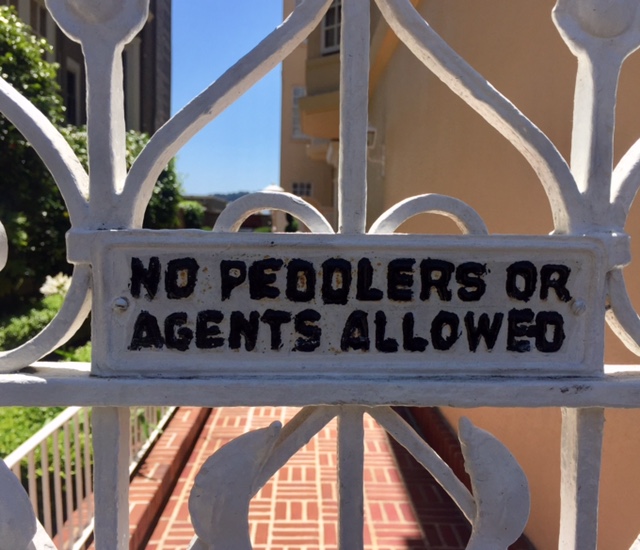 NO PEDDLERS OR
AGENTS ALLOWED